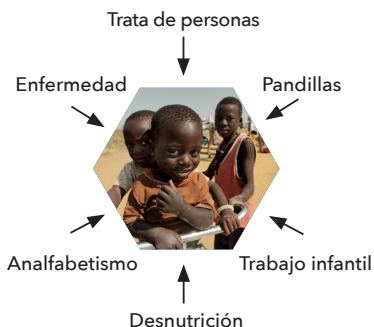 Trata de personas
Enfermedad
Pandillas
Analfabetismo
Trabajo infantil
Desnutrición